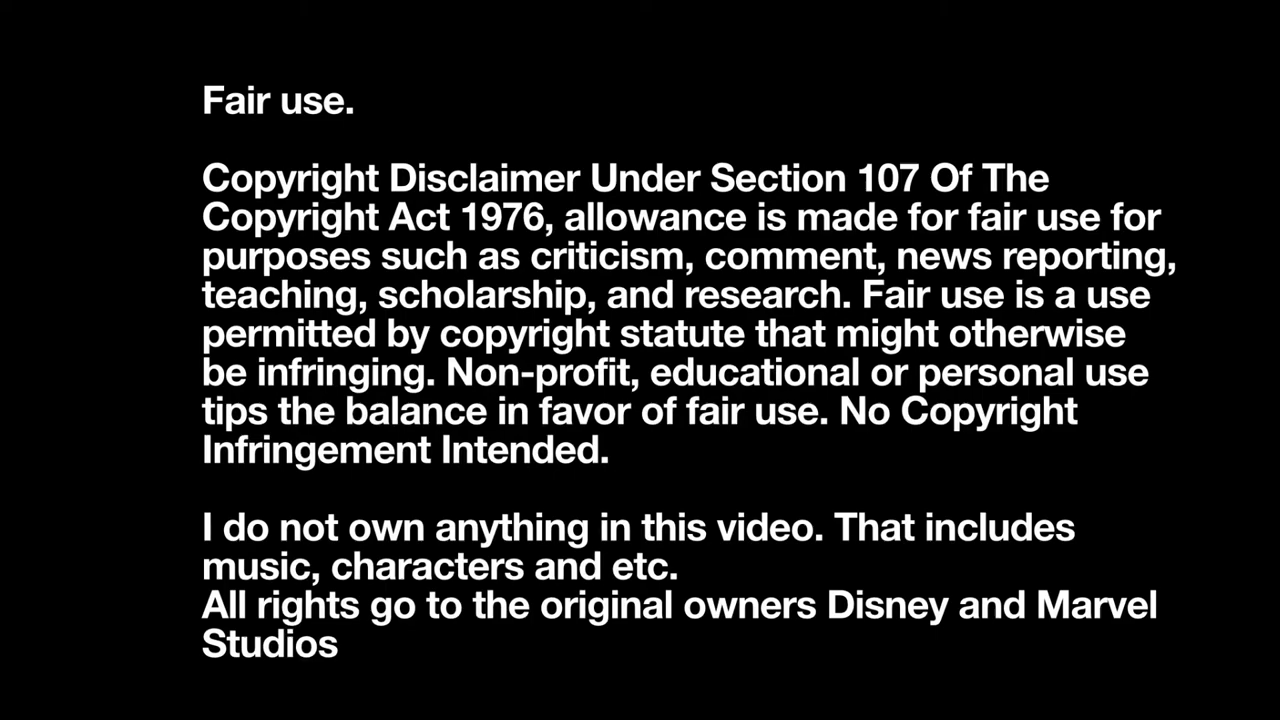 Fair use.
Copyright Disclaimer Under Section 107 Of The
Copyright Act 1976, allowance is made for fair use for
purposes such as criticism, comment, news reporting,
teaching, scholarship, and research. Fair use is a use
permitted by copyright statute that might otherwise
be infringing. Non-profit, educational or personal use
tips the balance in favor of fair use. No Copyright
Infringement Intended.
I do not own anything in this video. That includes
music, characters and etc.
All rights go to the original owners Disney and Marvel
Studios